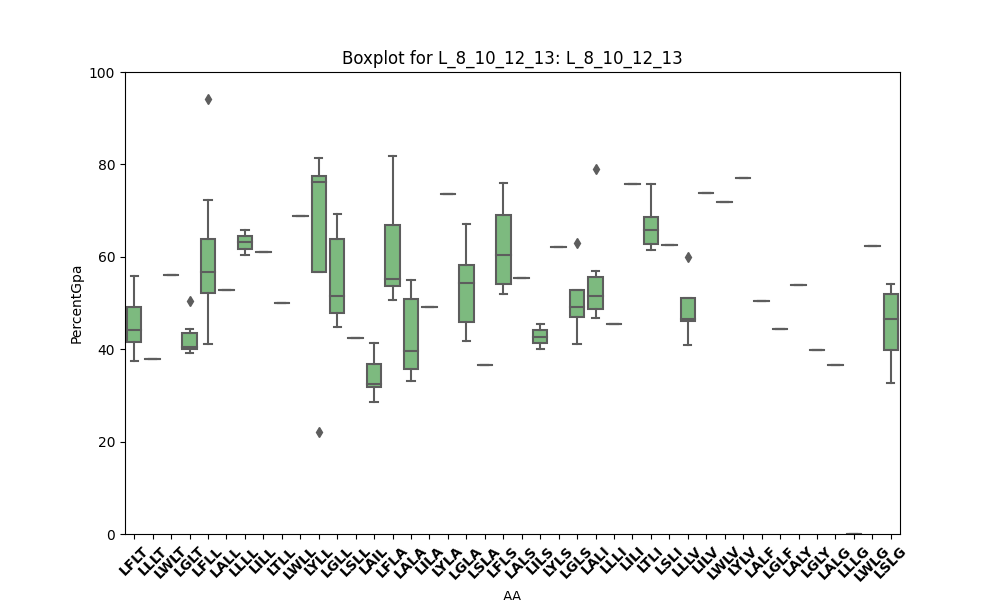 Boxplot for L_8_10_12_13: L_8_10_12_13
PercentGpa
100
80
60
40
20
0
LFLT LLLT LWLT LGLT LFLL LALL LLLL LILL LTLL LWLL LYLL LGLL LSLL LAIL LFLA LALA LILA LYLA LGLA LSLA LFLS LALS LILS LYLS LGLS LALI LLLI LILI LTLI LSLI LLLV LILV LWLV LYLV LALF LGLF LALY LGLY LALG LLLG LWLG LSLG
AA